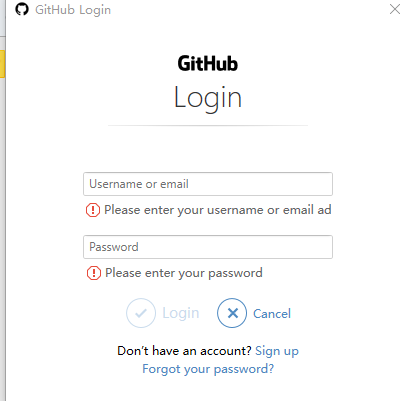 GitHub Login
GitHub
Login
Username or email
Please enter your username or email ad
Password
Please enter your password
Login Cancel
Don't have an account? Sign up
Forgot your password?